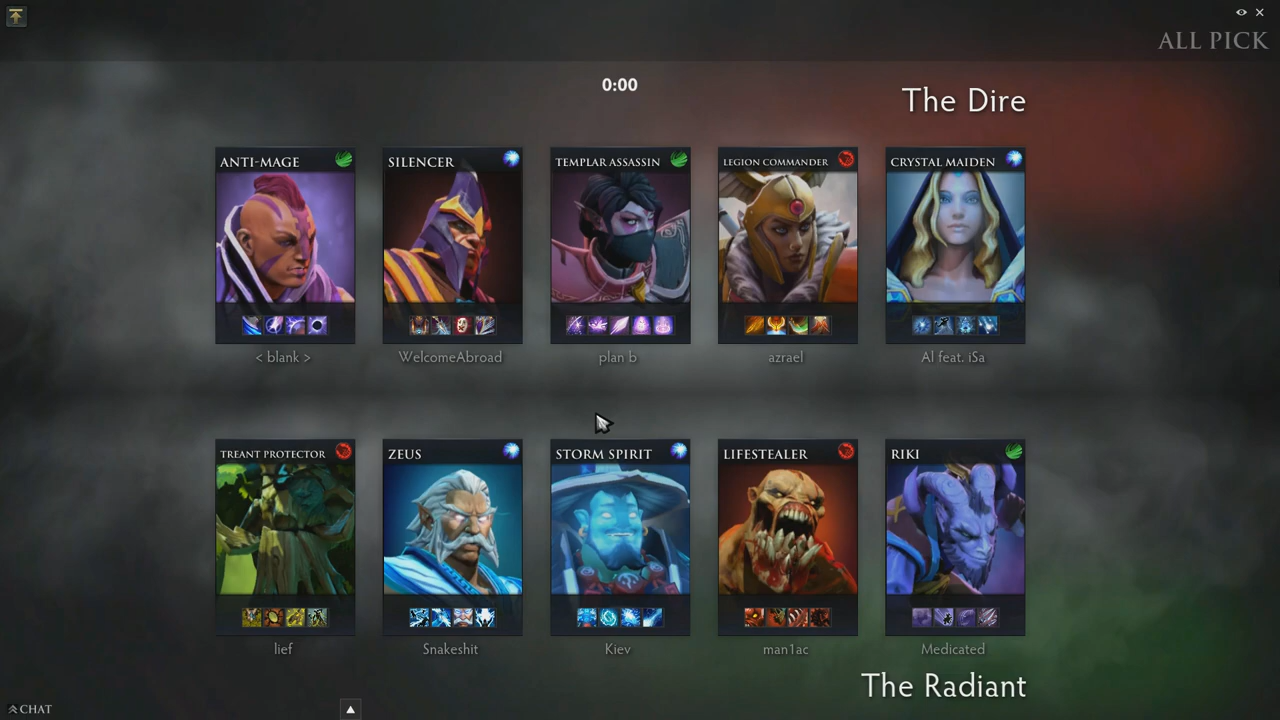 ALL PICK
0:00
The Dire
ANTI-MAGE
SILENCER
TEMPLAR ASSASSIN
LEGION COMMANDER
CRYSTAL MAIDEN
< blank >
WelcomeAbroad
plan b
azrael
Al feat. iSa
TREANT PROTECTOR
ZEUS
STORM SPIRIT
LIFESTEALER
RIKI
lief
Snakeshit
Kiev
man1ac
Medicated
The Radiant
CHAT